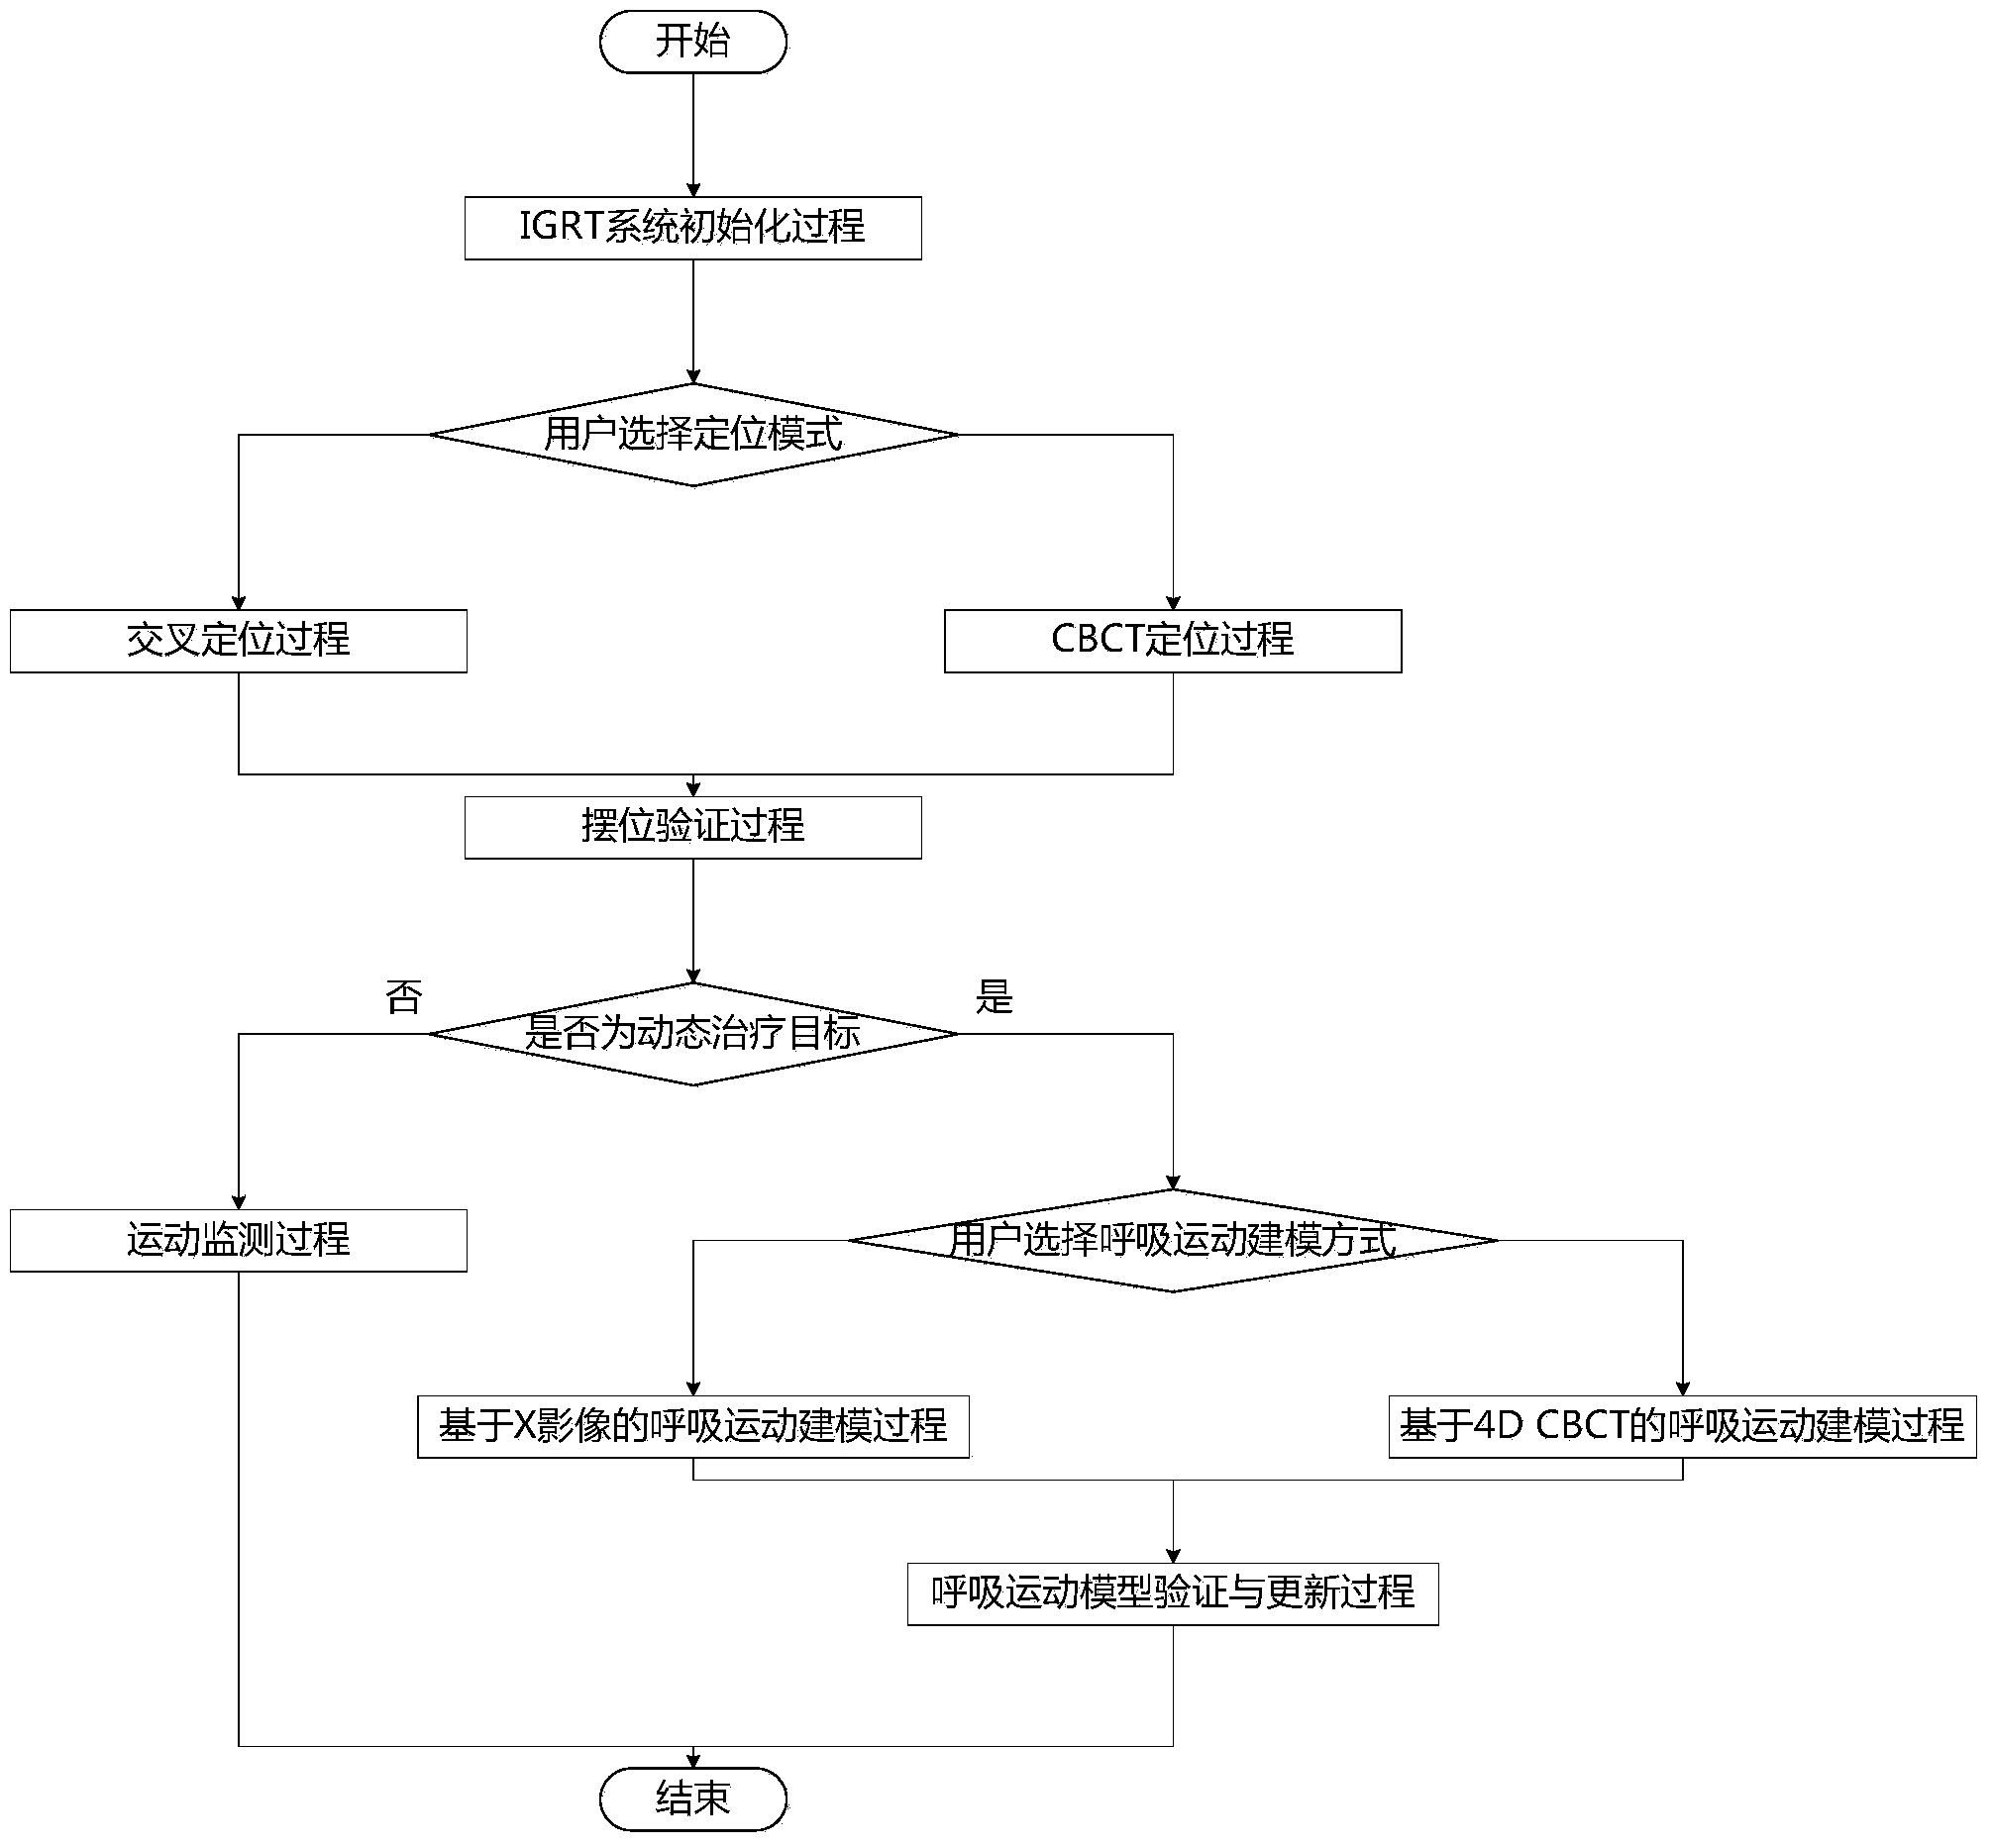 开始
IGRT系统初始化过程
用户选择定位模式
交叉定位过程
CBCT定位过程
摆位验证过程
否
是
是否为动态治疗目标
运动监测过程
用户选择呼吸运动建模方式
基于X影像的呼吸运动建模过程
基于4D CBCT的呼吸运动建模过程
呼吸运动模型验证与更新过程
结束